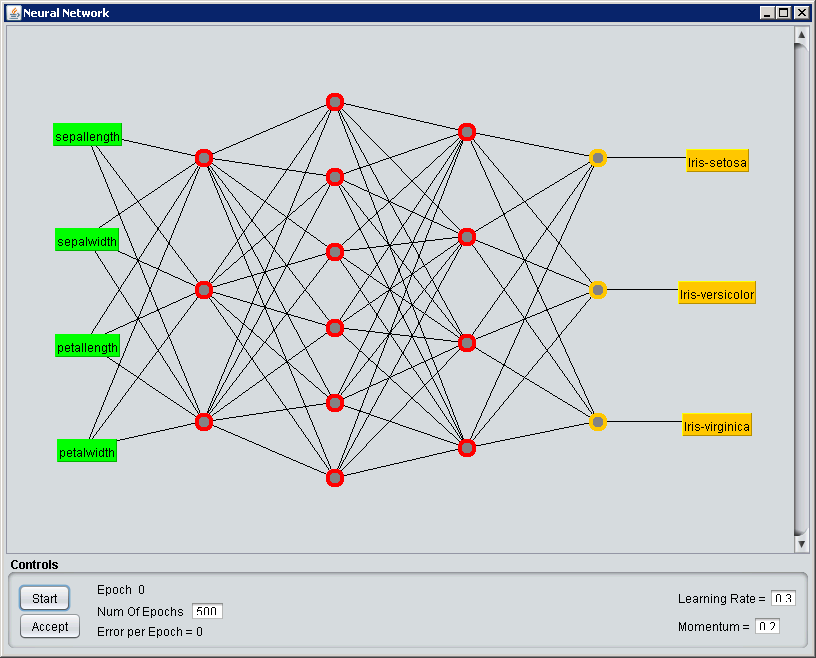 Neural Network
sepallength
Iris-setosa
sepalwidth
Iris-versicolor
petallength
Iris-virginica
petalwidth
Controls
Start
Accept
Epoch 0
Num Of Epochs 500
Error per Epoch = 0
Learning Rate = 0.3
Momentum = 0.2